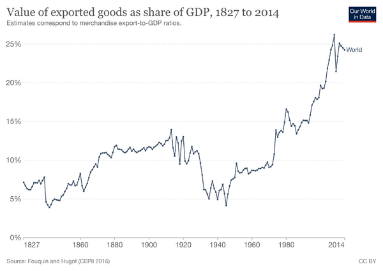 Value of exported goods as share of GDP, 1827 to 2014
Estimates correspond to merchandise export-to-GDP ratios.
Our World
in Data
25%
20%
15%
10%
5%
0%
World
1827
1860
1880
1900
1920
1940
1960
1980
2014
Source: Fouquin and Hugot (CEPII 2016)
CC BY